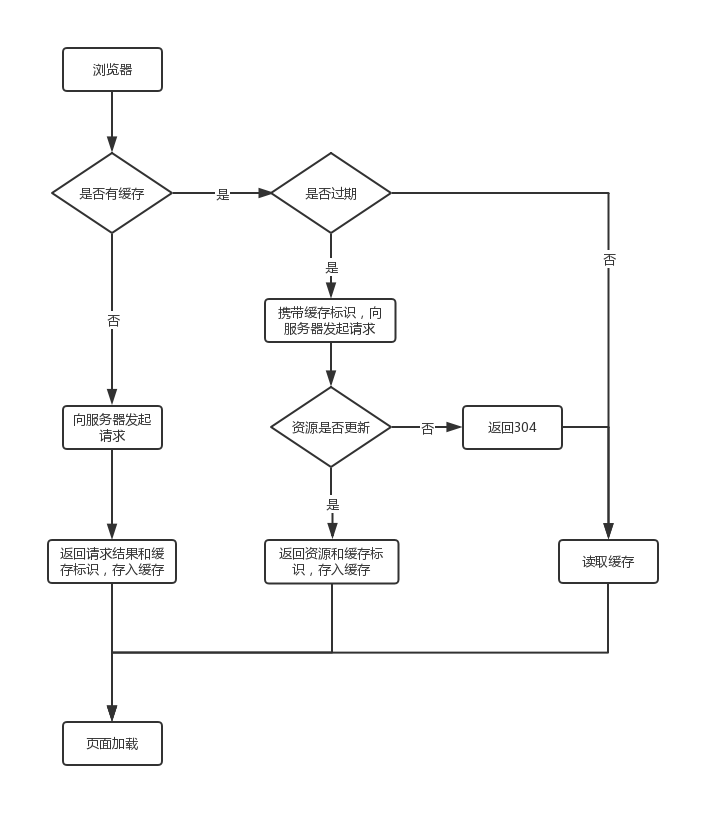 浏览器
是否有缓存
是
是否过期
否
是
携带缓存标识，向
服务器发起请求
否
向服务器发起
请求
资源是否更新
否
返回304
是
返回请求结果和缓
存标识，存入缓存
返回资源和缓存标
识，存入缓存
读取缓存
页面加载